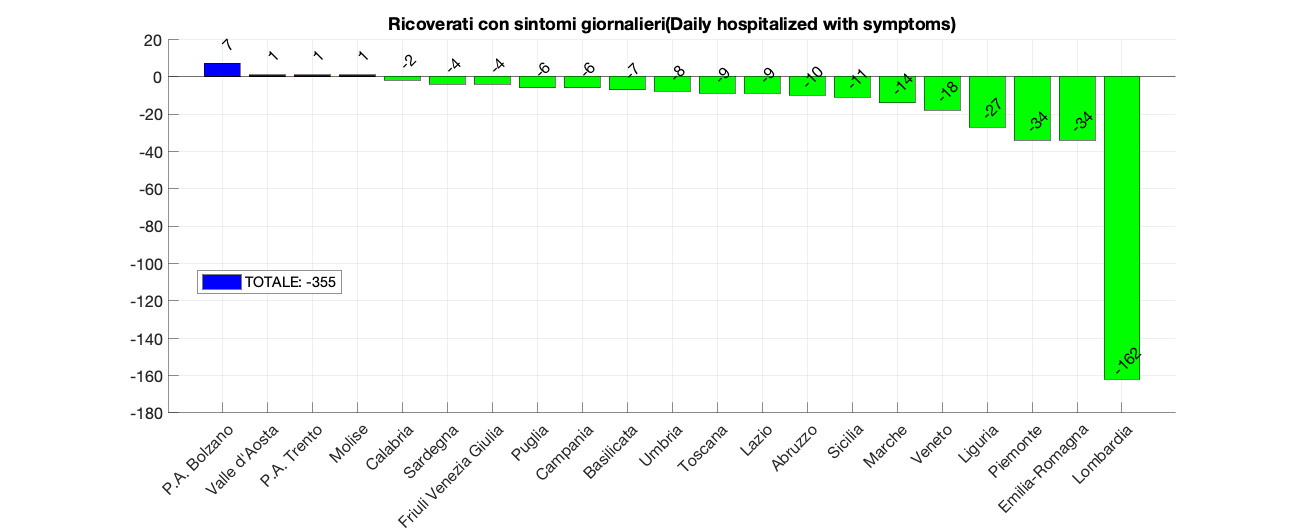 Ricoverati con sintomi giornalieri(Daily hospitalized with symptoms)
20
0
-20
-40
-60
-80
-100
-120
-140
-160
-180
7
1
1
1
-2
-4
-4
-6
-6
-7
-8
-9
-9
-10
-11
-14
-18
-27
-34
-34
-162
TOTALE: -355
P.A. Bolzano
Valle d'Aosta
P.A. Trento
Molise
Calabria
Sardegna
Friuli Venezia Giulia
Puglia
Campania
Basilicata
Umbria
Toscana
Lazio
Abruzzo
Sicilia
Marche
Veneto
Liguria
Piemonte
Emilia-Romagna
Lombardia